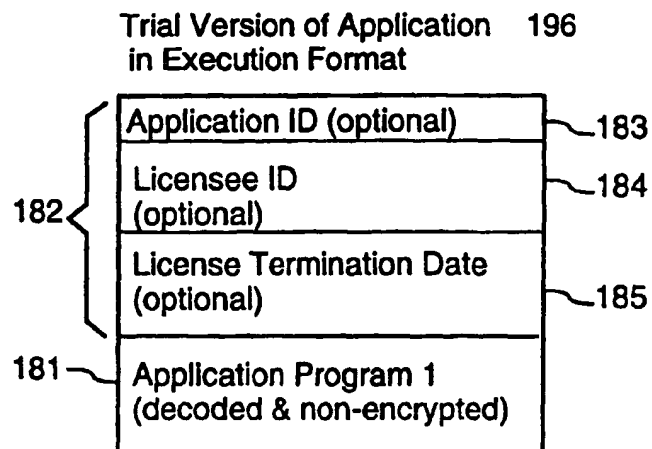 Trial Version of Application 196
in Execution Format
Application ID (optional)
183
Licensee ID
(optional)
184
182
License Termination Date
(optional)
185
181
Application Program 1
(decoded & non-encrypted)